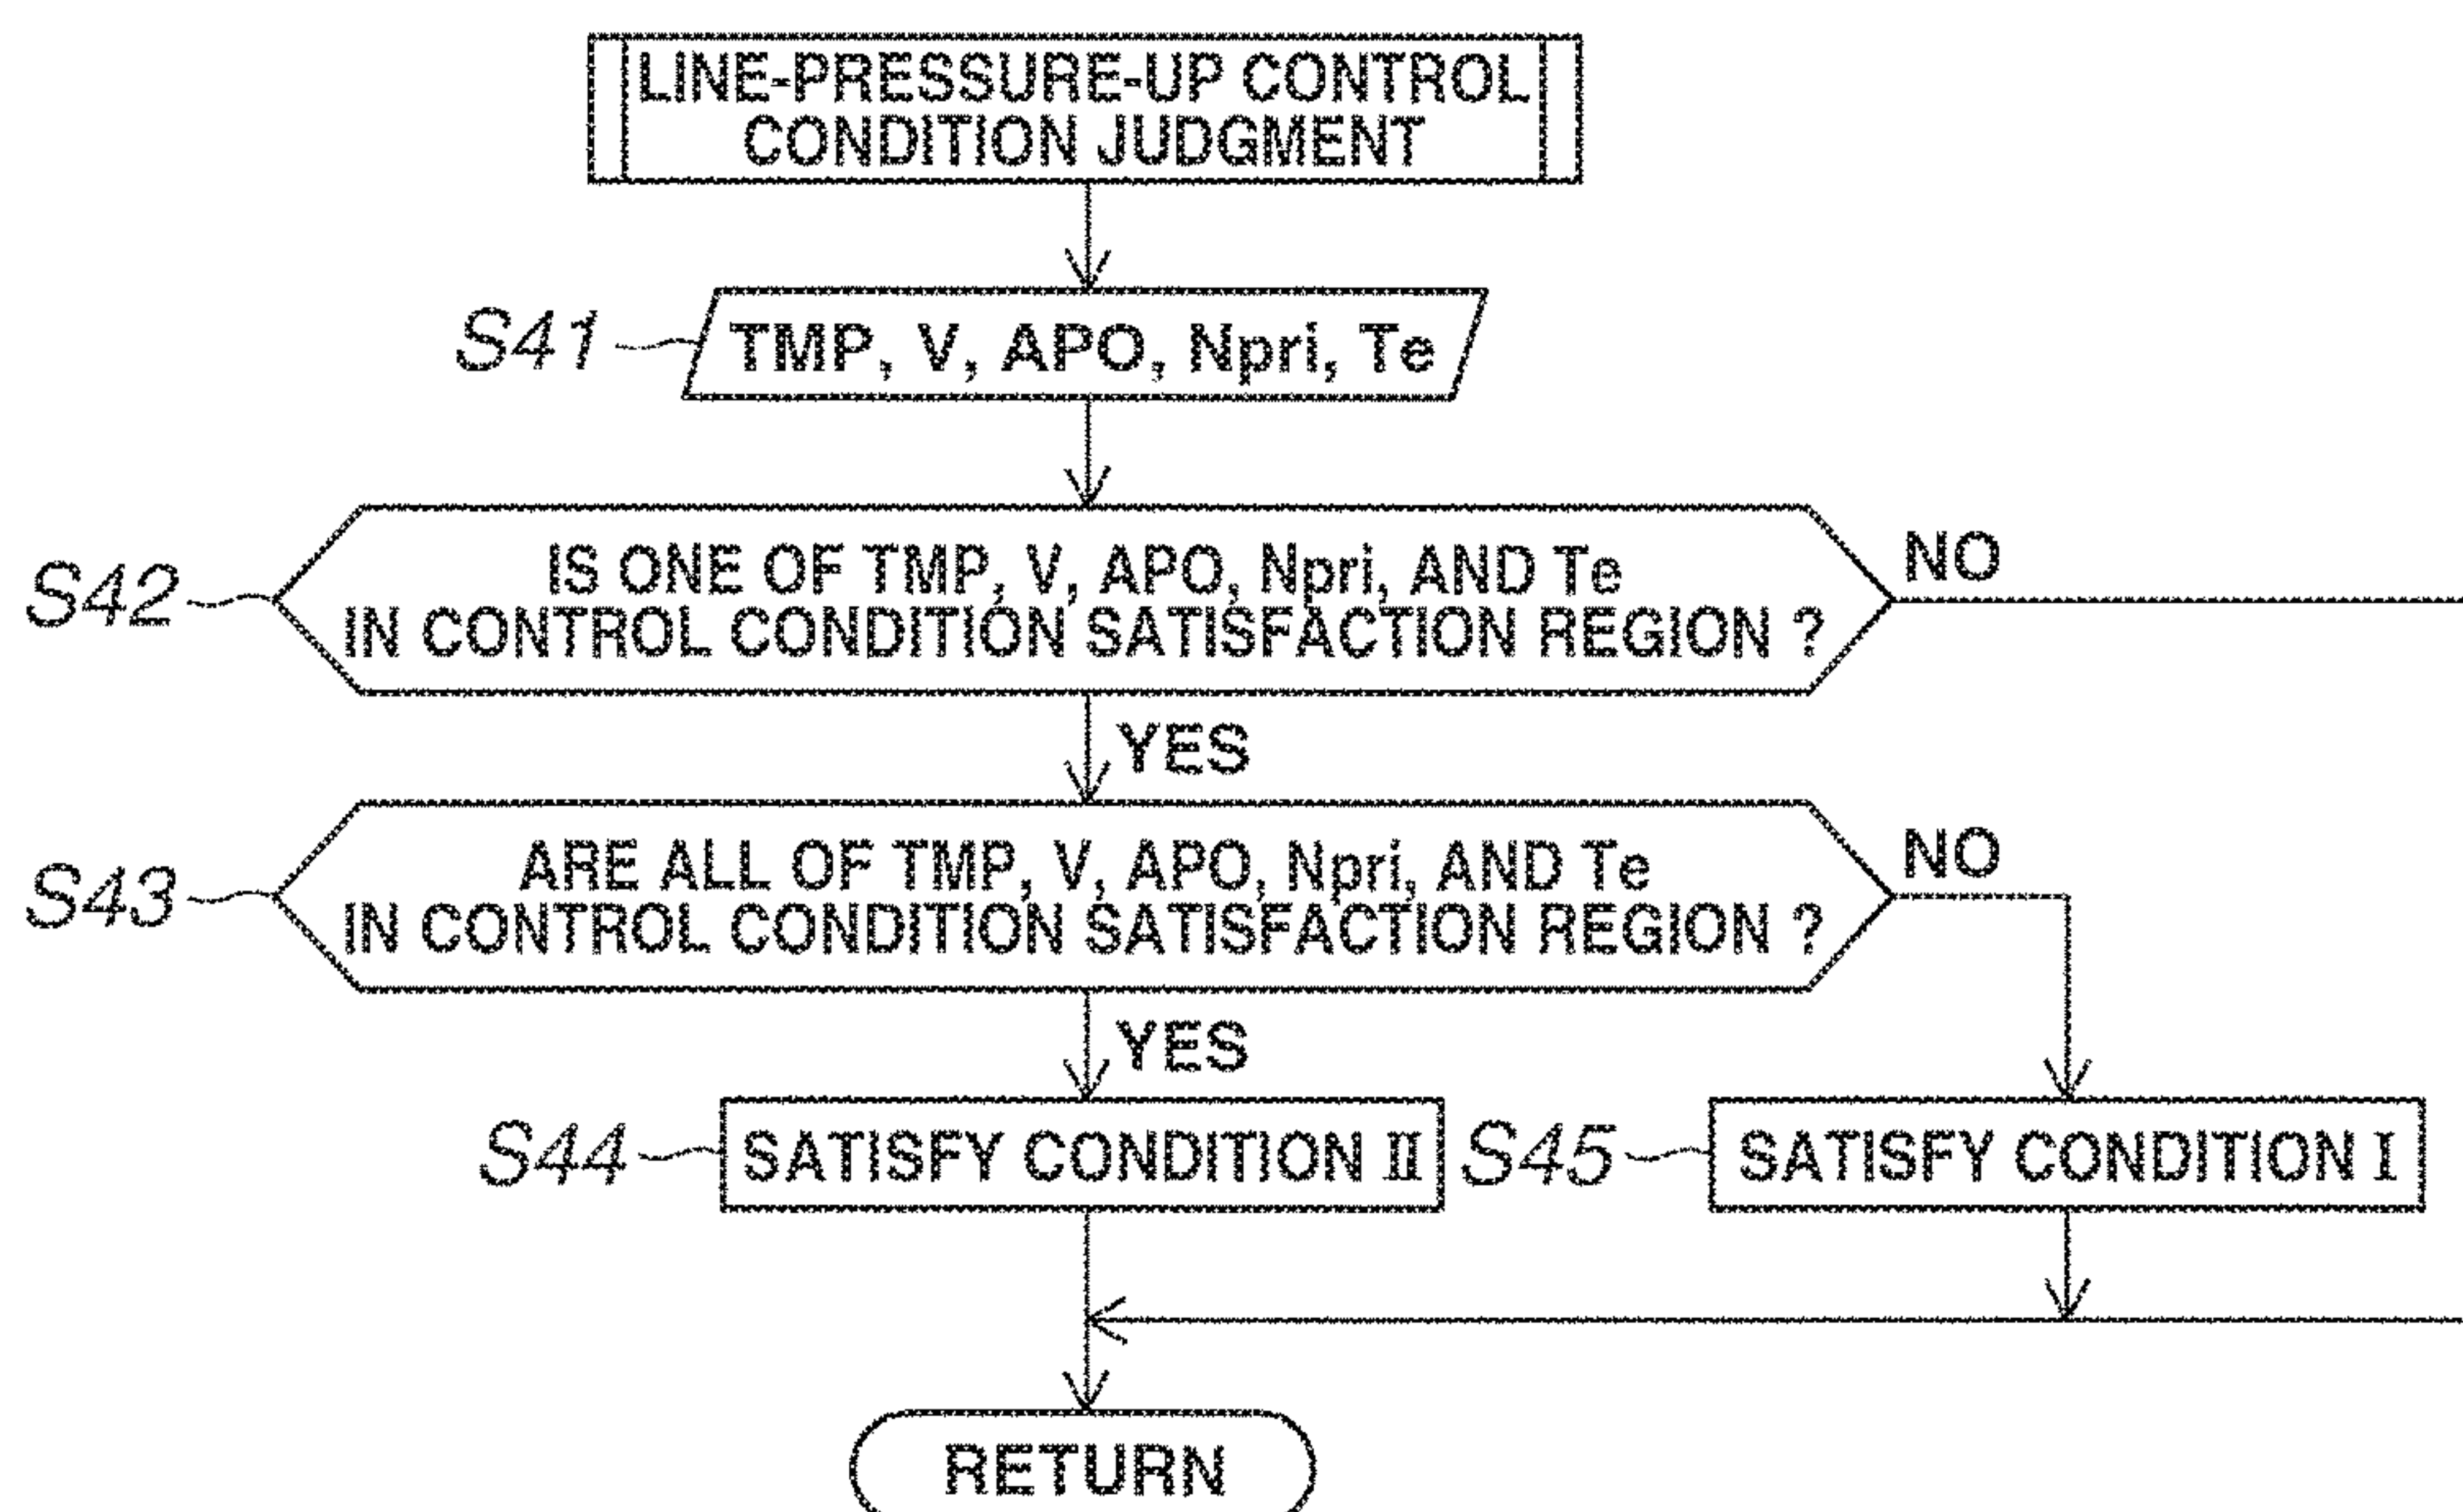 LINE-PRESSURE-UP CONTROL
CONDITION JUDGMENT
S41
TMP, V, APO, Npri, Te
S42
IS ONE OF TMP, V, APO, Npri, AND Te
IN CONTROL CONDITION SATISFACTION REGION ?
NO
YES
S43
ARE ALL OF TMP, V, APO, Npri, AND Te
IN CONTROL CONDITION SATISFACTION REGION ?
NO
YES
S44
SATISFY CONDITION II
S45
SATISFY CONDITION I
RETURN